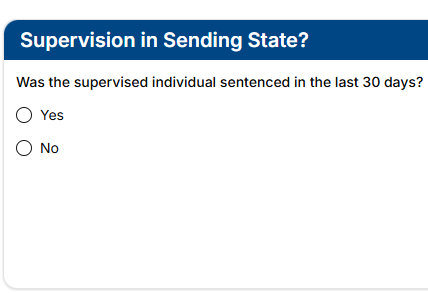 Supervision in Sending State?
Was the supervised individual sentenced in the last 30 days?
Yes
No